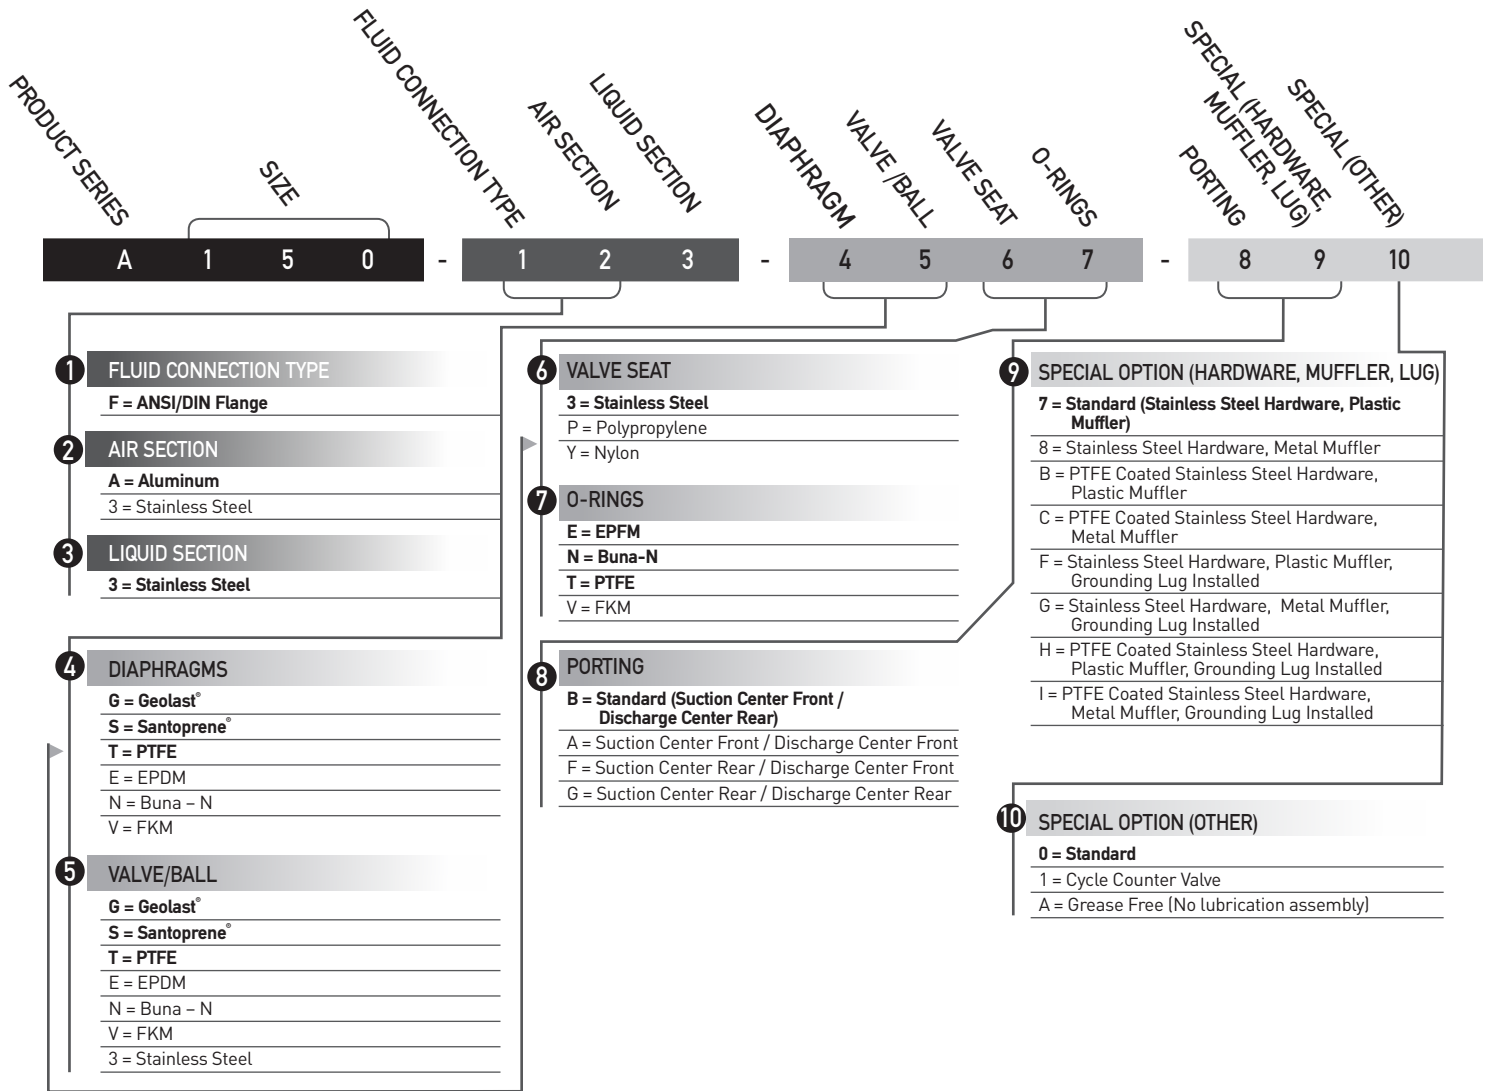 PRODUCT SERIES
SIZE
FLUID CONNECTION TYPE
AIR SECTION
LIQUID SECTION
DIAPHRAGM
VALVE /BALL
VALVE SEAT
O-RINGS
PORTING
SPECIAL (HARDWARE,
MUFFLER, LUG)
SPECIAL (OTHER)
A 1 5 0 - 1 2 3 - 4 5 6 7 - 8 9 10
1 FLUID CONNECTION TYPE
F = ANSI/DIN Flange
2 AIR SECTION
A = Aluminum
3 = Stainless Steel
3 LIQUID SECTION
3 = Stainless Steel
4 DIAPHRAGMS
G = Geolast®
S = Santoprene®
T = PTFE
E = EPDM
N = Buna – N
V = FKM
5 VALVE/BALL
G = Geolast®
S = Santoprene®
T = PTFE
E = EPDM
N = Buna – N
V = FKM
3 = Stainless Steel
6 VALVE SEAT
3 = Stainless Steel
P = Polypropylene
Y = Nylon
7 O-RINGS
E = EPFM
N = Buna-N
T = PTFE
V = FKM
8 PORTING
B = Standard (Suction Center Front /
Discharge Center Rear)
A = Suction Center Front / Discharge Center Front
F = Suction Center Rear / Discharge Center Front
G = Suction Center Rear / Discharge Center Rear
9 SPECIAL OPTION (HARDWARE, MUFFLER, LUG)
7 = Standard (Stainless Steel Hardware, Plastic
Muffler)
8 = Stainless Steel Hardware, Metal Muffler
B = PTFE Coated Stainless Steel Hardware,
Plastic Muffler
C = PTFE Coated Stainless Steel Hardware,
Metal Muffler
F = Stainless Steel Hardware, Plastic Muffler,
Grounding Lug Installed
G = Stainless Steel Hardware, Metal Muffler,
Grounding Lug Installed
H = PTFE Coated Stainless Steel Hardware,
Plastic Muffler, Grounding Lug Installed
I = PTFE Coated Stainless Steel Hardware,
Metal Muffler, Grounding Lug Installed
10 SPECIAL OPTION (OTHER)
0 = Standard
1 = Cycle Counter Valve
A = Grease Free (No lubrication assembly)